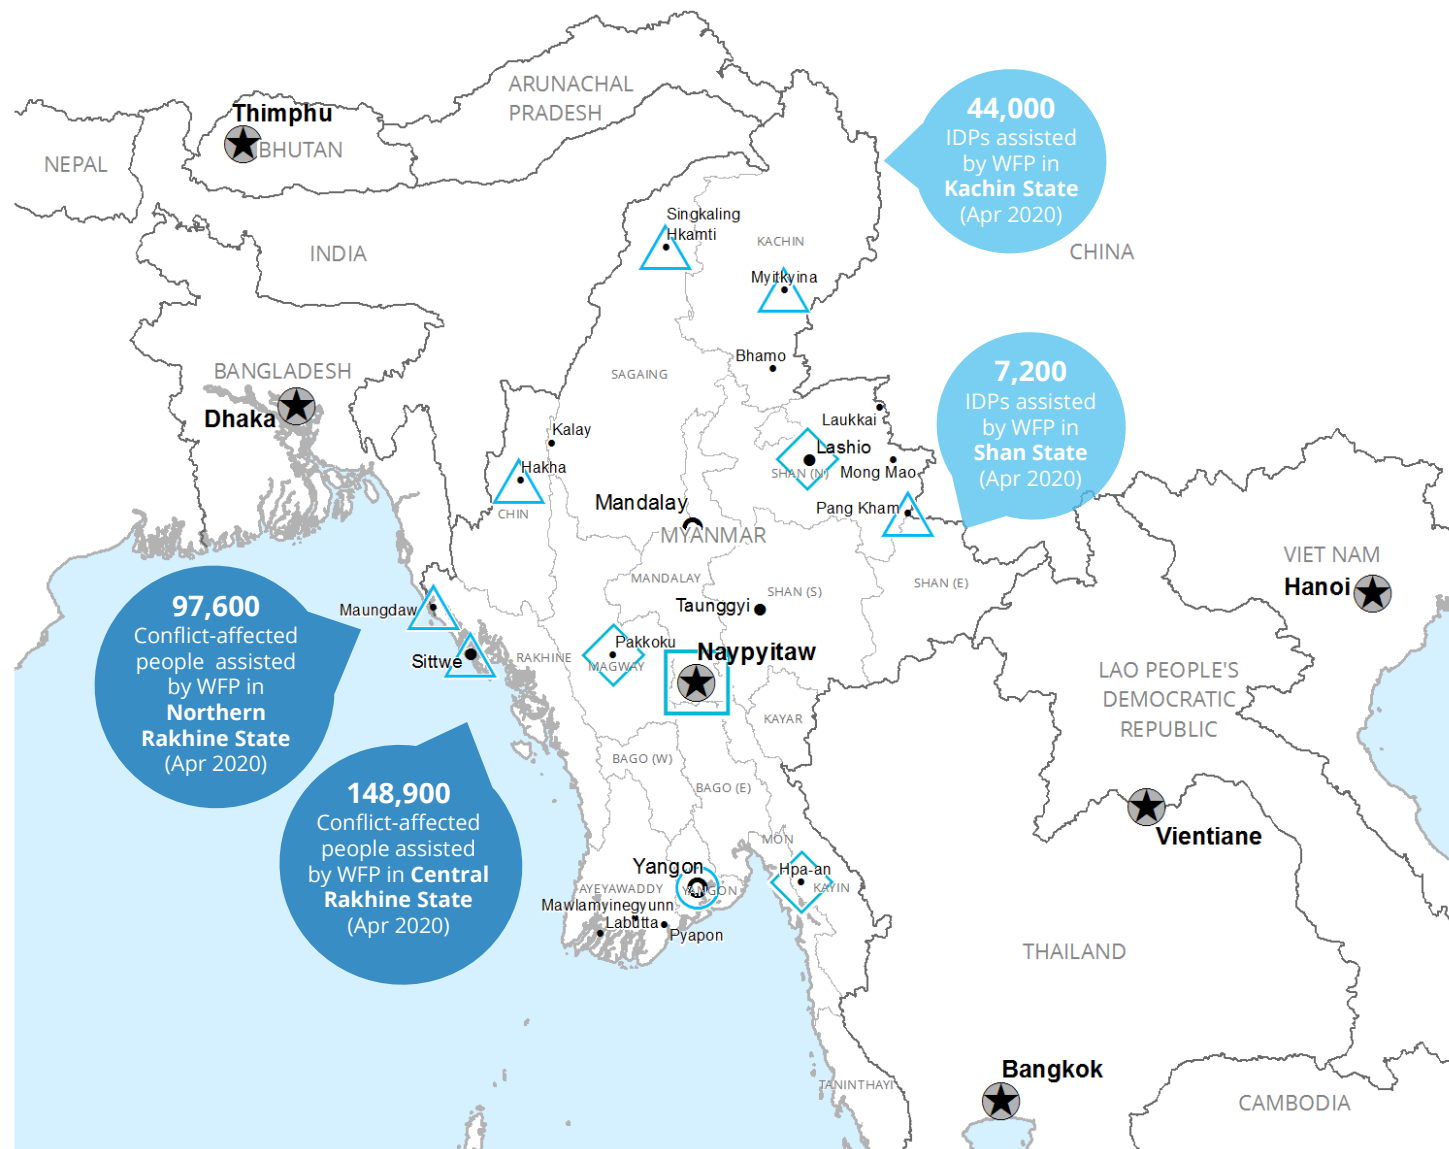 ARUNACHAL
PRADESH
Thimphu
BHUTAN
NEPAL
INDIA
44,000
IDPs assisted
by WFP in
Kachin State
(Apr 2020)
CHINA
Singkaling
Hkamti
KACHIN
Myitkyina
Bhamo
SAGAING
BANGLADESH
Dhaka
7,200
IDPs assisted
by WFP in
Shan State
(Apr 2020)
Laukkai
Kalay
Lashio
Hakha
SHAN (N)
Mong Mao
CHIN
Mandalay
Pang Kham
MYANMAR
VIET NAM
Hanoi
MANDALAY
SHAN (S)
SHAN (E)
Taunggyi
Maungdaw
97,600
Conflict-affected
people assisted
by WFP in
Northern
Rakhine State
(Apr 2020)
Sittwe
RAKHINE
Pakkoku
MAGWAY
Naypyitaw
LAO PEOPLE'S
DEMOCRATIC
REPUBLIC
KAYAR
BAGO (W)
BAGO (E)
148,900
Conflict-affected
people assisted
by WFP in Central
Rakhine State
(Apr 2020)
Vientiane
MON
Yangon
Hpa-an
KAYIN
AYEYAWADDY
YANGON
Mawlamyinegyunn
Labutta
Pyapon
THAILAND
Bangkok
TANINTHAYI
CAMBODIA